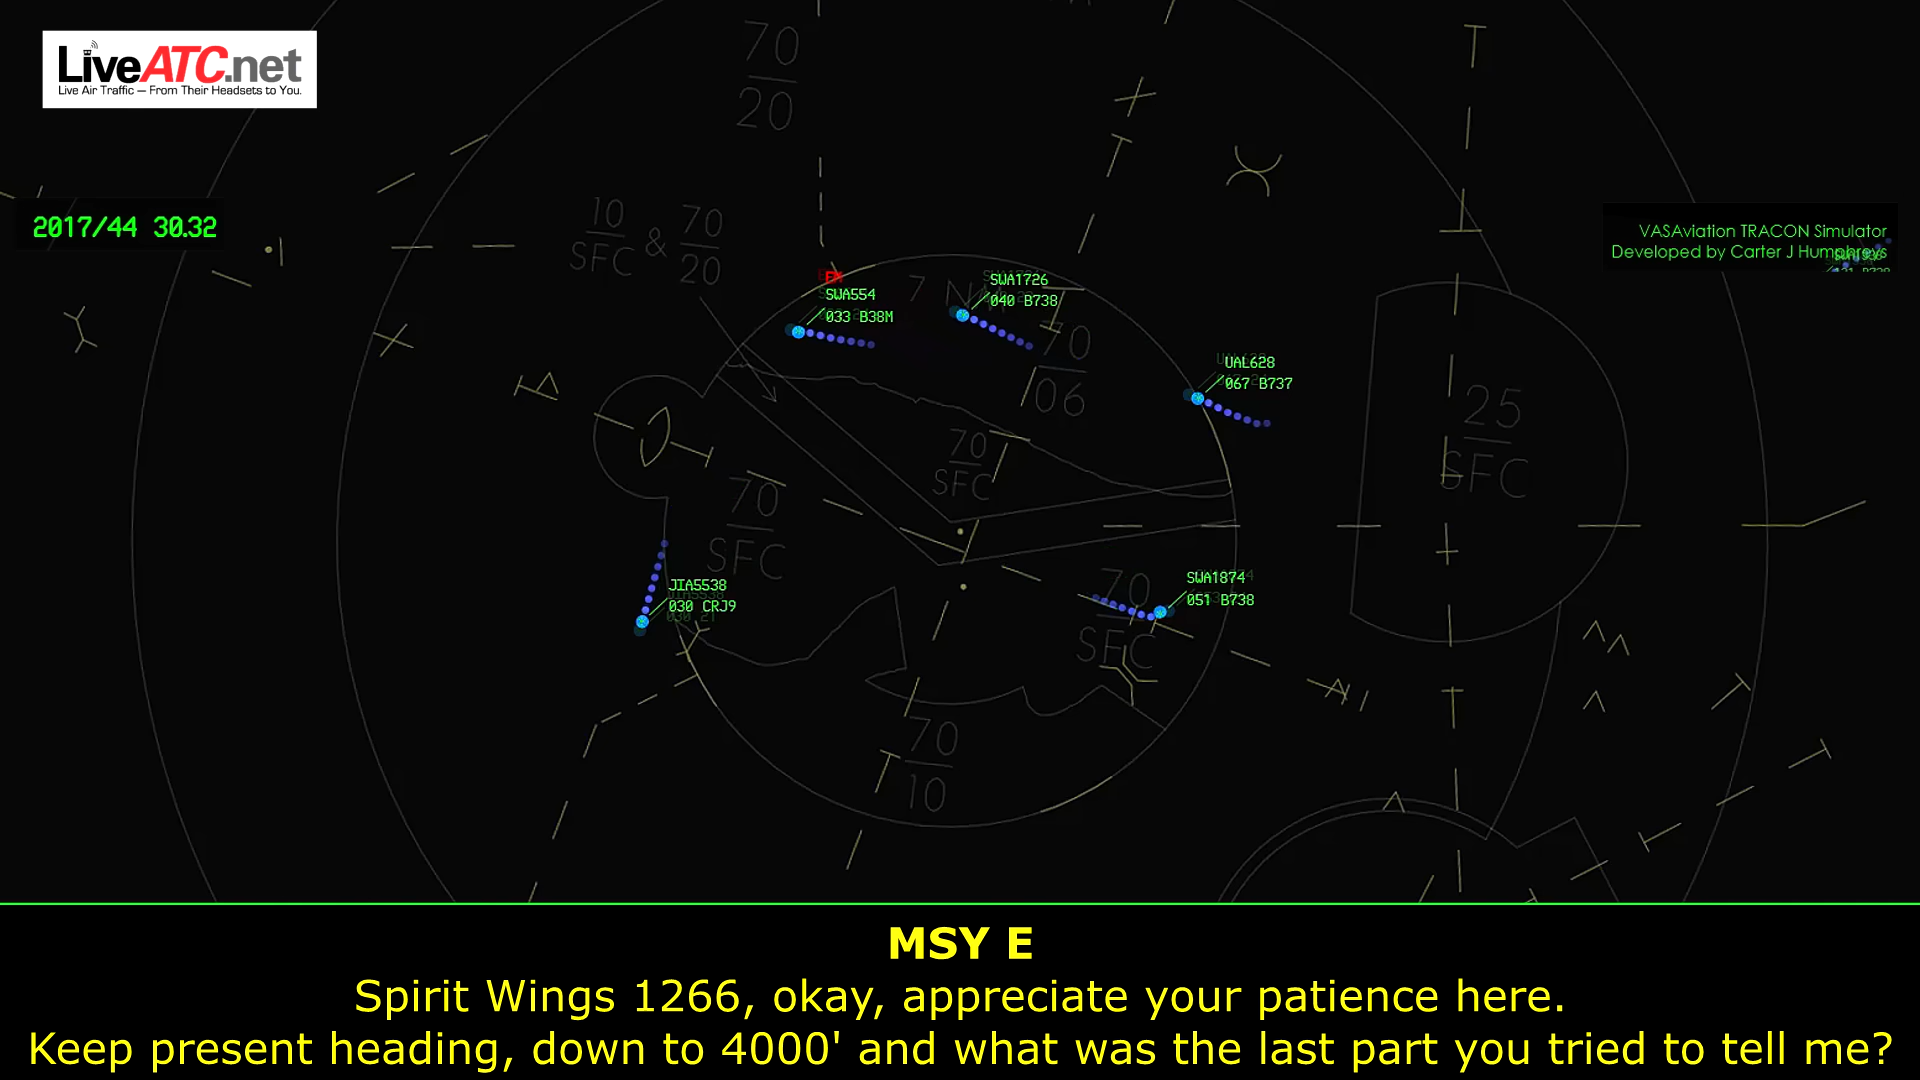 LiveATC.net
Live Air Traffic — From Their Headsets to You.
70
20
2017/44 30.32
10
SFC
&
70
20
VASAviation TRACON Simulator
Developed by Carter J Humphreys
SWA554
033 B38M
7 NM
SWA1726
040 B738
70
06
UAL628
067 B737
25
SFC
70
SFC
70
SFC
JIA5538
030 CRJ9
70
SFC
SWA1874
051 B738
70
10
MSY E
Spirit Wings 1266, okay, appreciate your patience here.
Keep present heading, down to 4000' and what was the last part you tried to tell me?